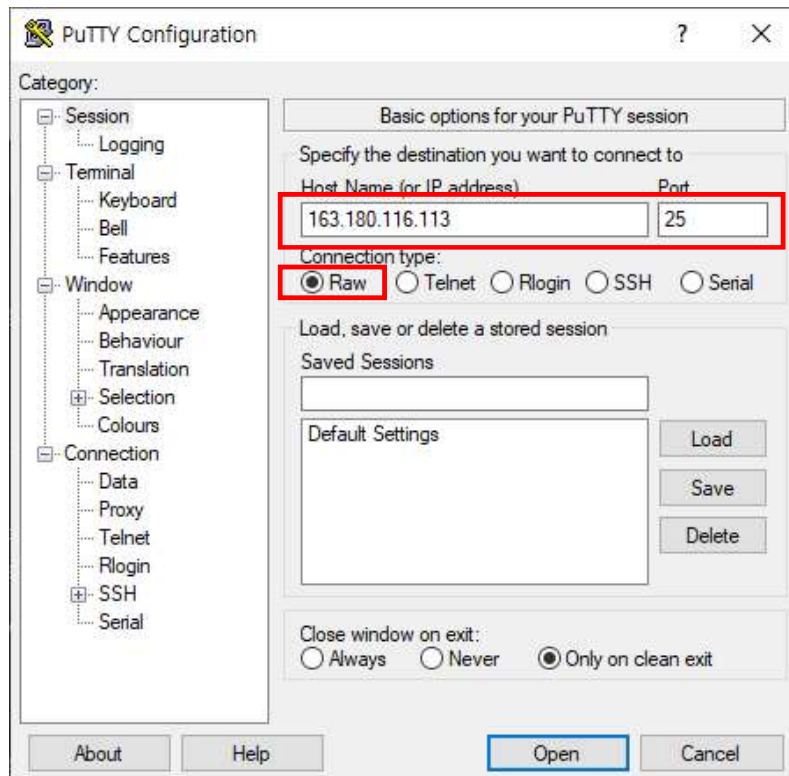 PuTTY Configuration
?
Category:
Session
Logging
Terminal
Keyboard
Bell
Features
Window
Appearance
Behaviour
Translation
Selection
Colours
Connection
Data
Proxy
Telnet
Rlogin
SSH
Serial
Basic options for your PuTTY session
Specify the destination you want to connect to
Host Name (or IP address) Port
163.180.116.113 25
Connection type:
Raw Telnet Rlogin SSH Serial
Load, save or delete a stored session
Saved Sessions
Default Settings
Load
Save
Delete
Close window on exit:
Always Never Only on clean exit
About Help Open Cancel